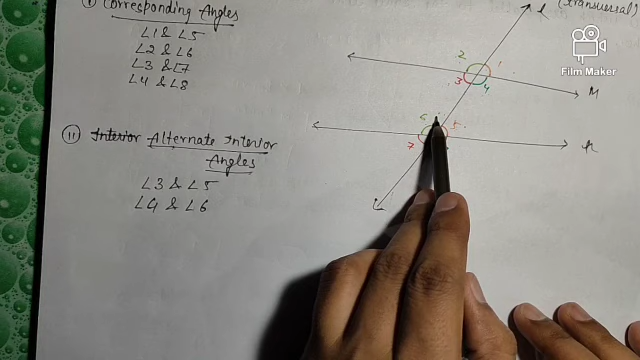 (i) Corresponding Angles
∠1 & ∠5
∠2 & ∠6
∠3 & ∠7
∠4 & ∠8
(ii) Interior Alternate Interior
Angles
∠3 & ∠5
∠4 & ∠6
l (transversal)
2 1
3 4
M
6 5
7
Film Maker